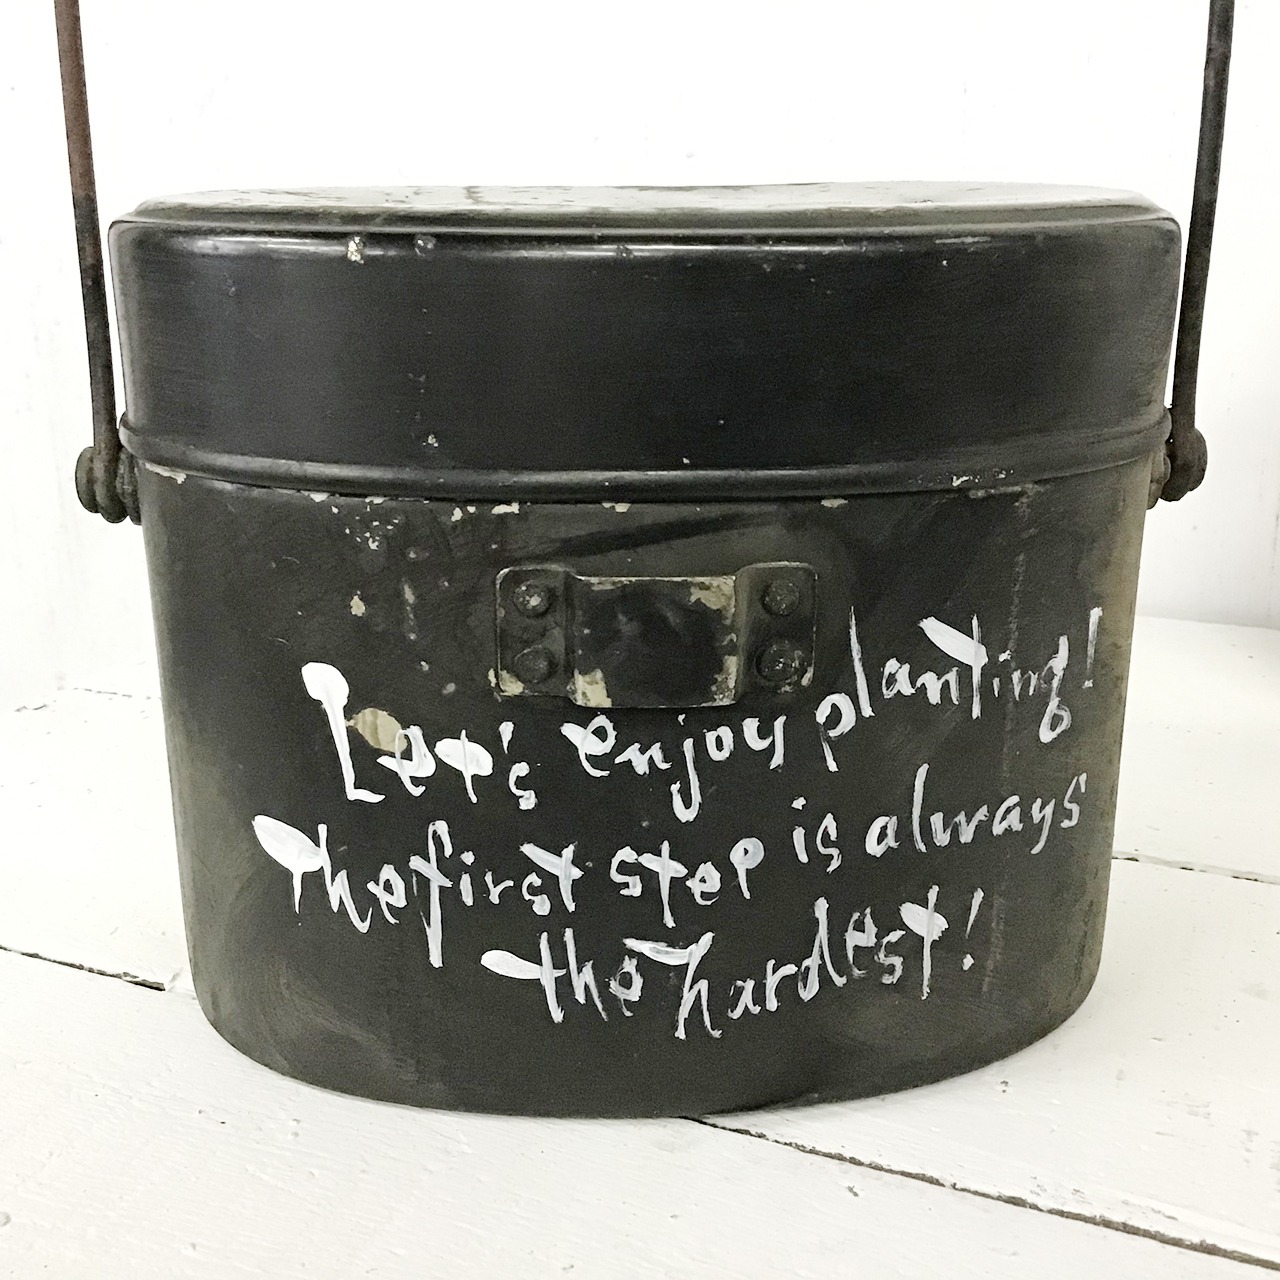 Let's enjoy planting!
The first step is always
the hardest!